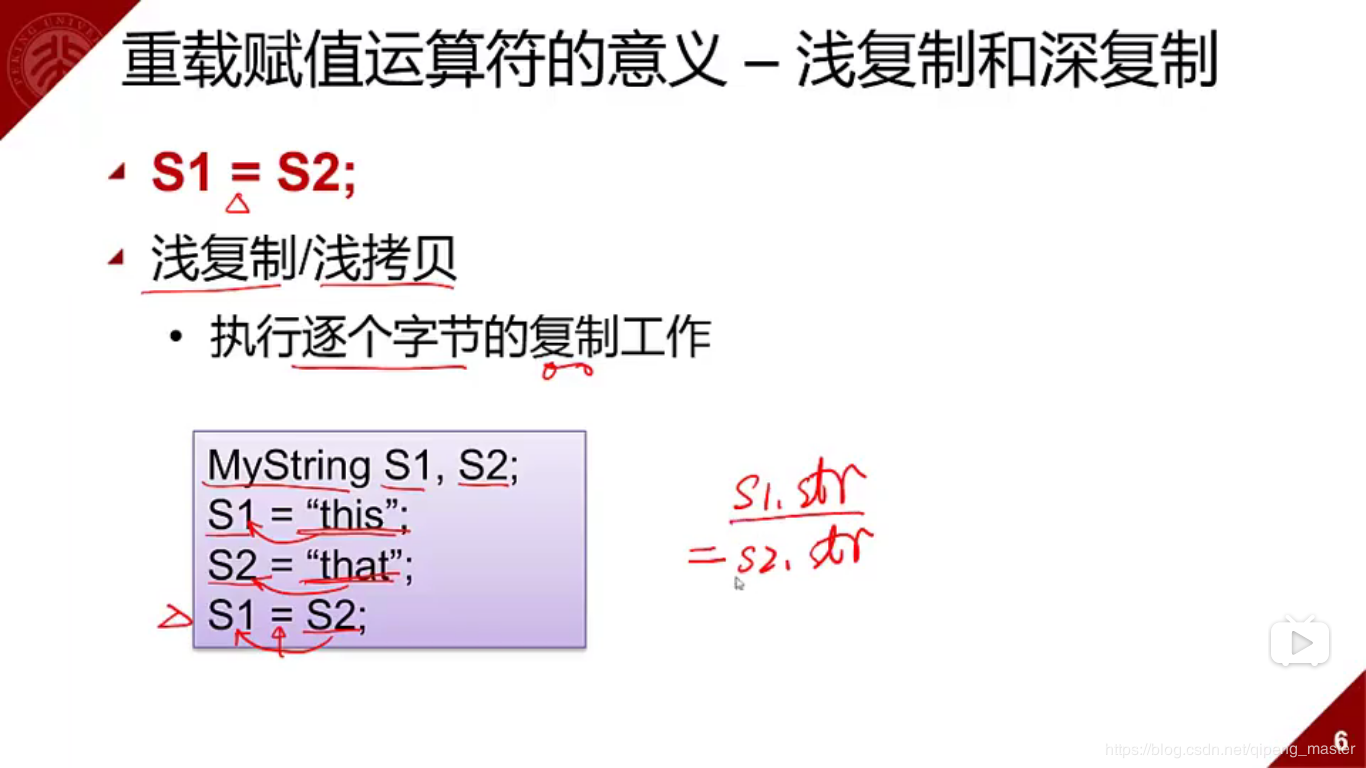 重载赋值运算符的意义 – 浅复制和深复制
S1 = S2;
浅复制/浅拷贝
• 执行逐个字节的复制工作
MyString S1, S2;
S1 = “this”;
S2 = “that”;
S1 = S2;
S1.str
= S2.str
https://blog.csdn.net/qipang_master
6